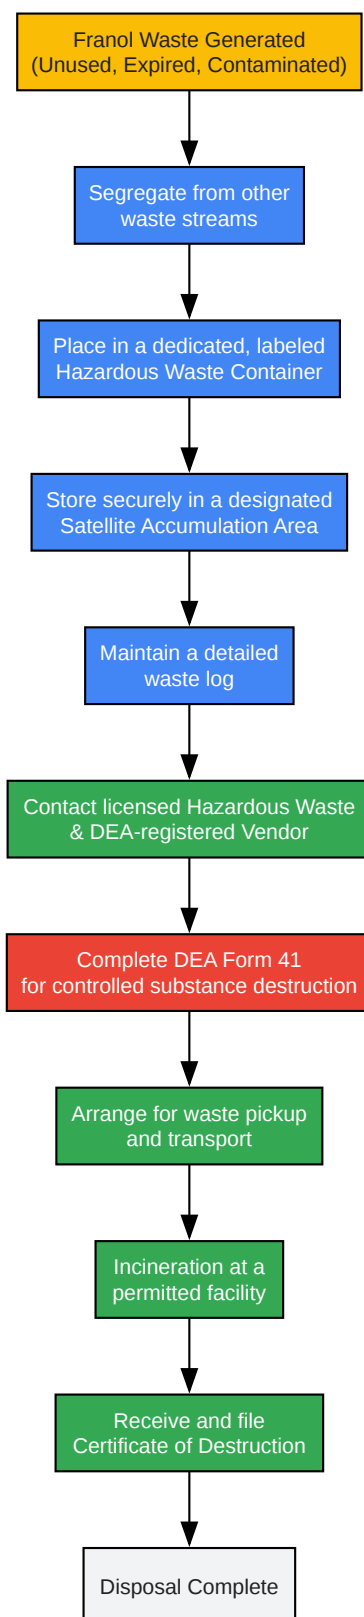 Franol Waste Generated
(Unused, Expired, Contaminated)
Segregate from other
waste streams
Place in a dedicated, labeled
Hazardous Waste Container
Store securely in a designated
Satellite Accumulation Area
Maintain a detailed
waste log
Contact licensed Hazardous Waste
& DEA-registered Vendor
Complete DEA Form 41
for controlled substance destruction
Arrange for waste pickup
and transport
Incineration at a
permitted facility
Receive and file
Certificate of Destruction
Disposal Complete